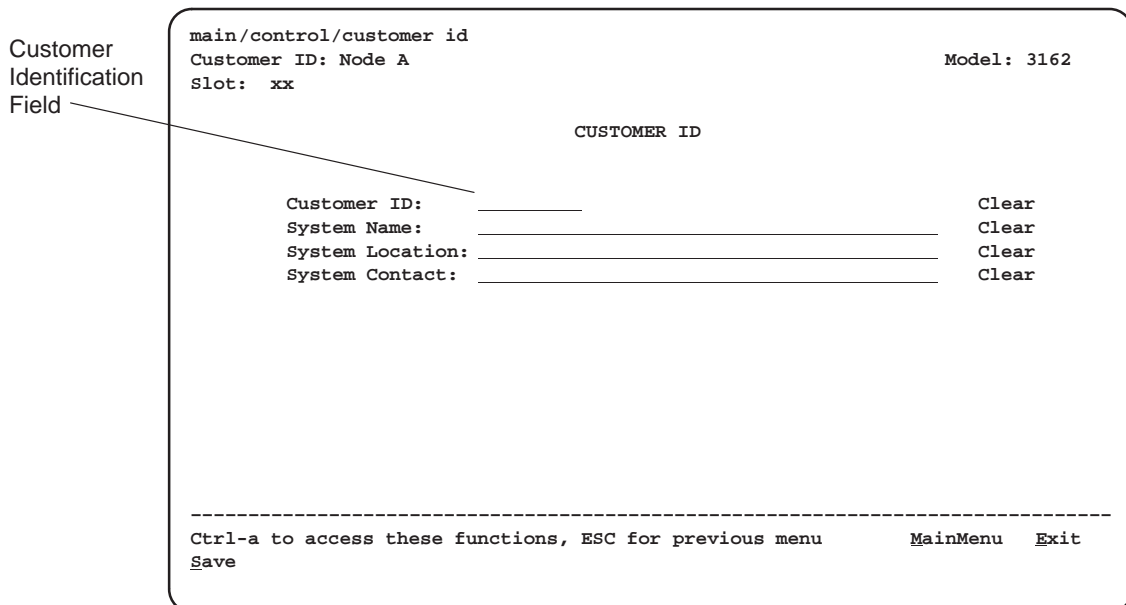 Customer
Identification
Field
main/control/customer id
Customer ID: Node A Model: 3162
Slot: xx
CUSTOMER ID
Customer ID: Clear
System Name: Clear
System Location: Clear
System Contact: Clear
Ctrl-a to access these functions, ESC for previous menu MainMenu Exit
Save